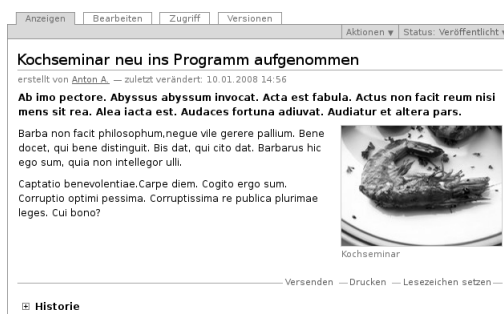 Anzeigen Bearbeiten Zugriff Versionen
Aktionen ▼ Status: Veröffentlicht
Kochseminar neu ins Programm aufgenommen
erstellt von Anton A. — zuletzt verändert: 10.01.2008 14:56
Ab imo pectore. Abyssus abyssum invocat. Acta est fabula. Actus non facit reum nisi
mens sit rea. Alea iacta est. Audaces fortuna adiuvat. Audiatur et altera pars.
Barba non facit philosophum,neque vile gerere pallium. Bene
docet, qui bene distinguit. Bis dat, qui cito dat. Barbarus hic
ego sum, quia non intellegor ulli.
Captatio benevolentiae.Carpe diem. Cogito ergo sum.
Corruptio optimi pessima. Corruptissima re publica plurimae
leges. Cui bono?
Kochseminar
Versenden — Drucken — Lesezeichen setzen —
Historie